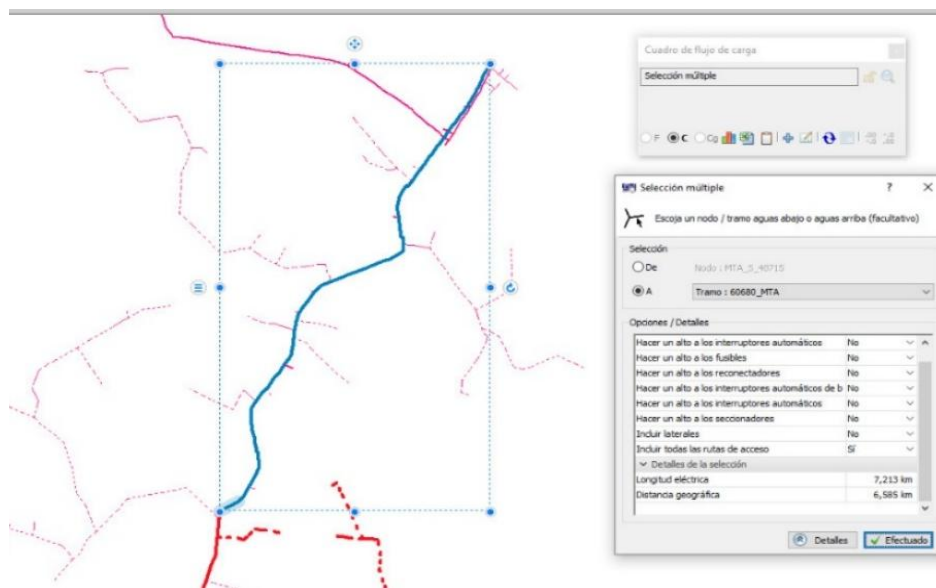 Cuadro de flujo de carga
Selección múltiple
F C Cg
Selección múltiple ? X
Escoja un nodo / tramo aguas abajo o aguas arriba (facultativo)
Selección
De Nodo : MTA_S_48715
A Tramo : 60680_MTA
Opciones / Detalles
Hacer un alto a los interruptores automáticos No
Hacer un alto a los fusibles No
Hacer un alto a los reconectadores No
Hacer un alto a los interruptores automáticos de b No
Hacer un alto a los interruptores automáticos No
Hacer un alto a los seccionadores No
Incluir laterales No
Incluir todas las rutas de acceso Sí
Detalles de la selección
Longitud eléctrica 7,213 km
Distancia geográfica 6,585 km
Detalles Efectuado